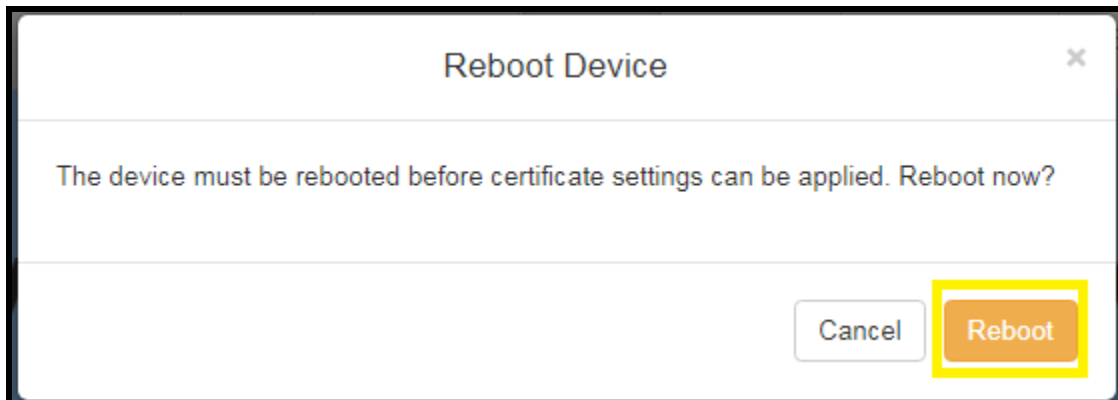 Reboot Device
×
The device must be rebooted before certificate settings can be applied. Reboot now?
Cancel Reboot